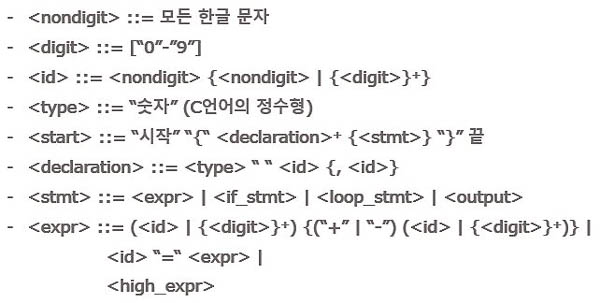 - <nondigit> ::= 모든 한글 문자
- <digit> ::= [“0”-”9”]
- <id> ::= <nondigit> {<nondigit> | {<digit>}⁺}
- <type> ::= “숫자” (C언어의 정수형)
- <start> ::= “시작” “{“ <declaration>⁺ {<stmt>} “}” 끝
- <declaration> ::= <type> “ “ <id> {, <id>}
- <stmt> ::= <expr> | <if_stmt> | <loop_stmt> | <output>
- <expr> ::= (<id> | {<digit>}⁺) {(“+” | “-”) (<id> | {<digit>}⁺)} |
<id> “=“ <expr> |
<high_expr>